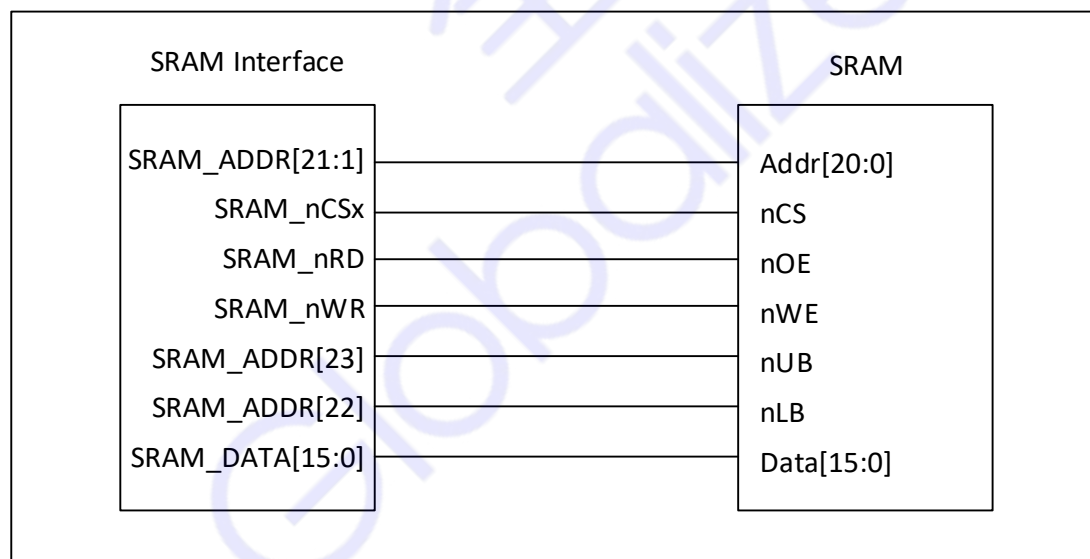 SRAM Interface
SRAM
SRAM_ADDR[21:1]
Addr[20:0]
SRAM_nCSx
nCS
SRAM_nRD
nOE
SRAM_nWR
nWE
SRAM_ADDR[23]
nUB
SRAM_ADDR[22]
nLB
SRAM_DATA[15:0]
Data[15:0]